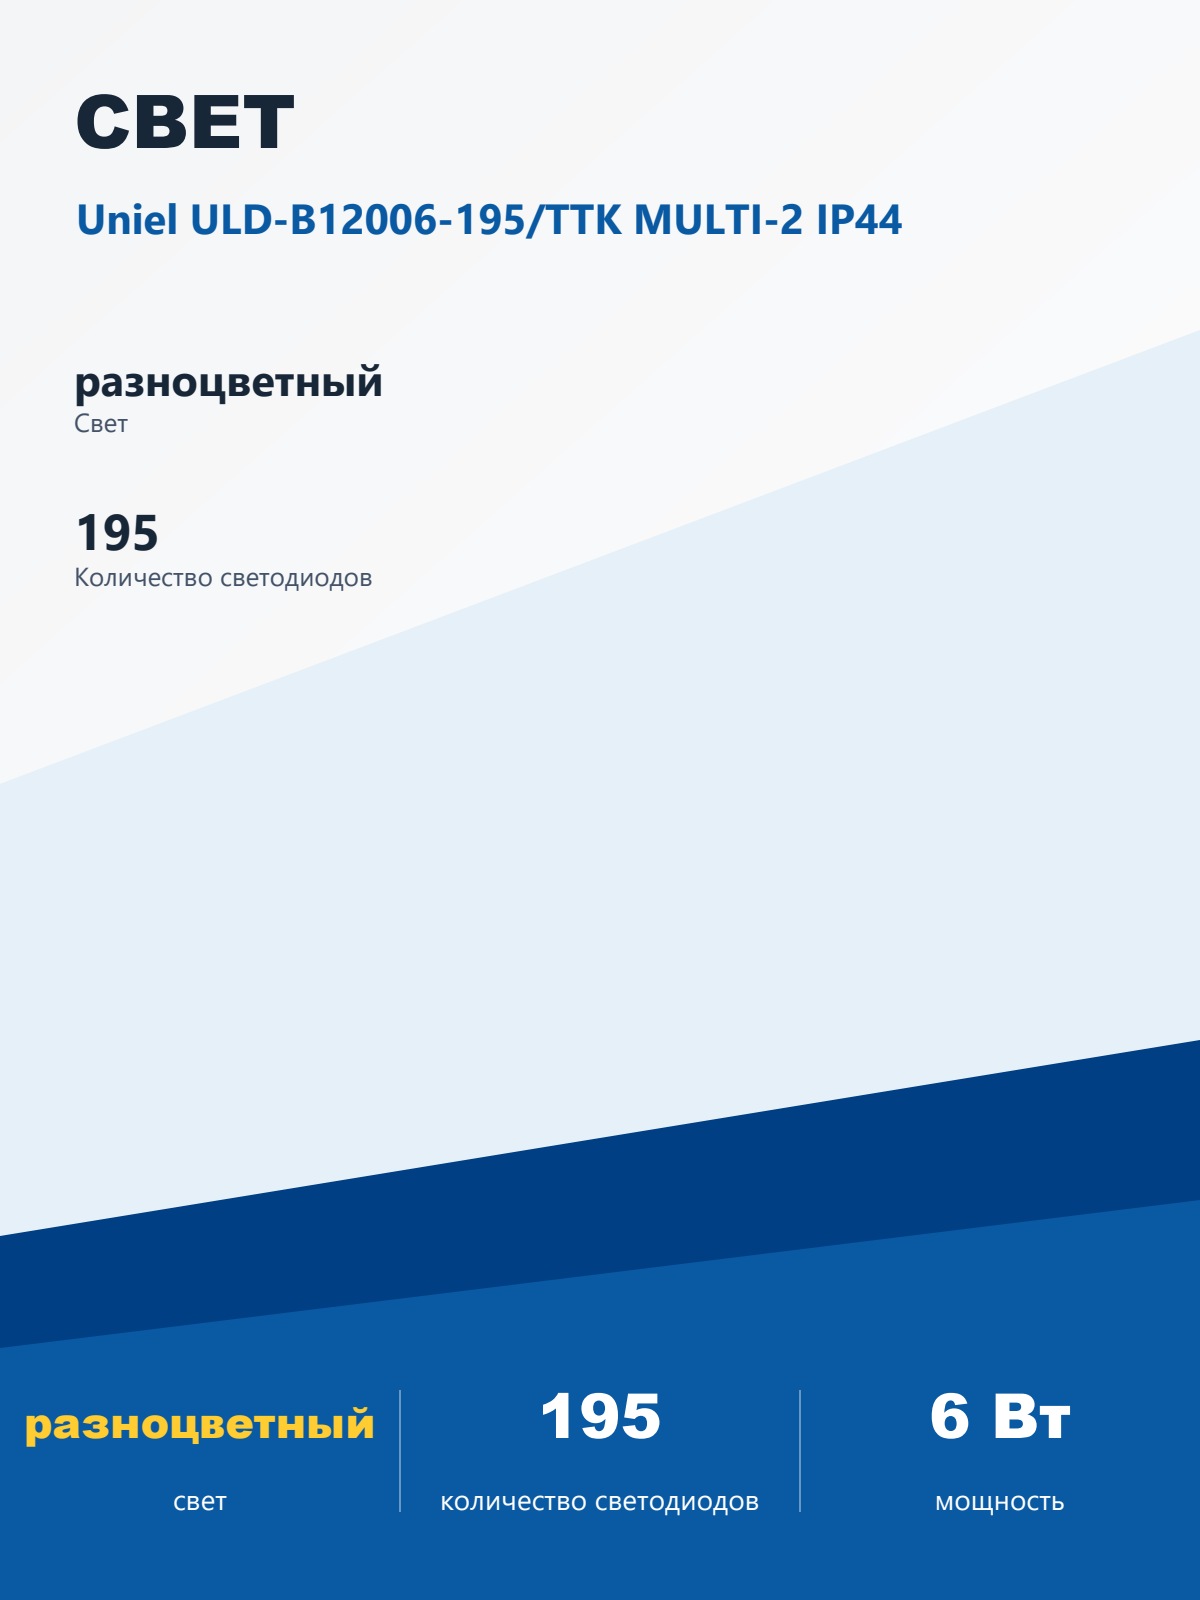 СВЕТ
Uniel ULD-B12006-195/TTK MULTI-2 IP44
разноцветный
Свет
195
Количество светодиодов
разноцветный
свет
195
количество светодиодов
6 Вт
мощность